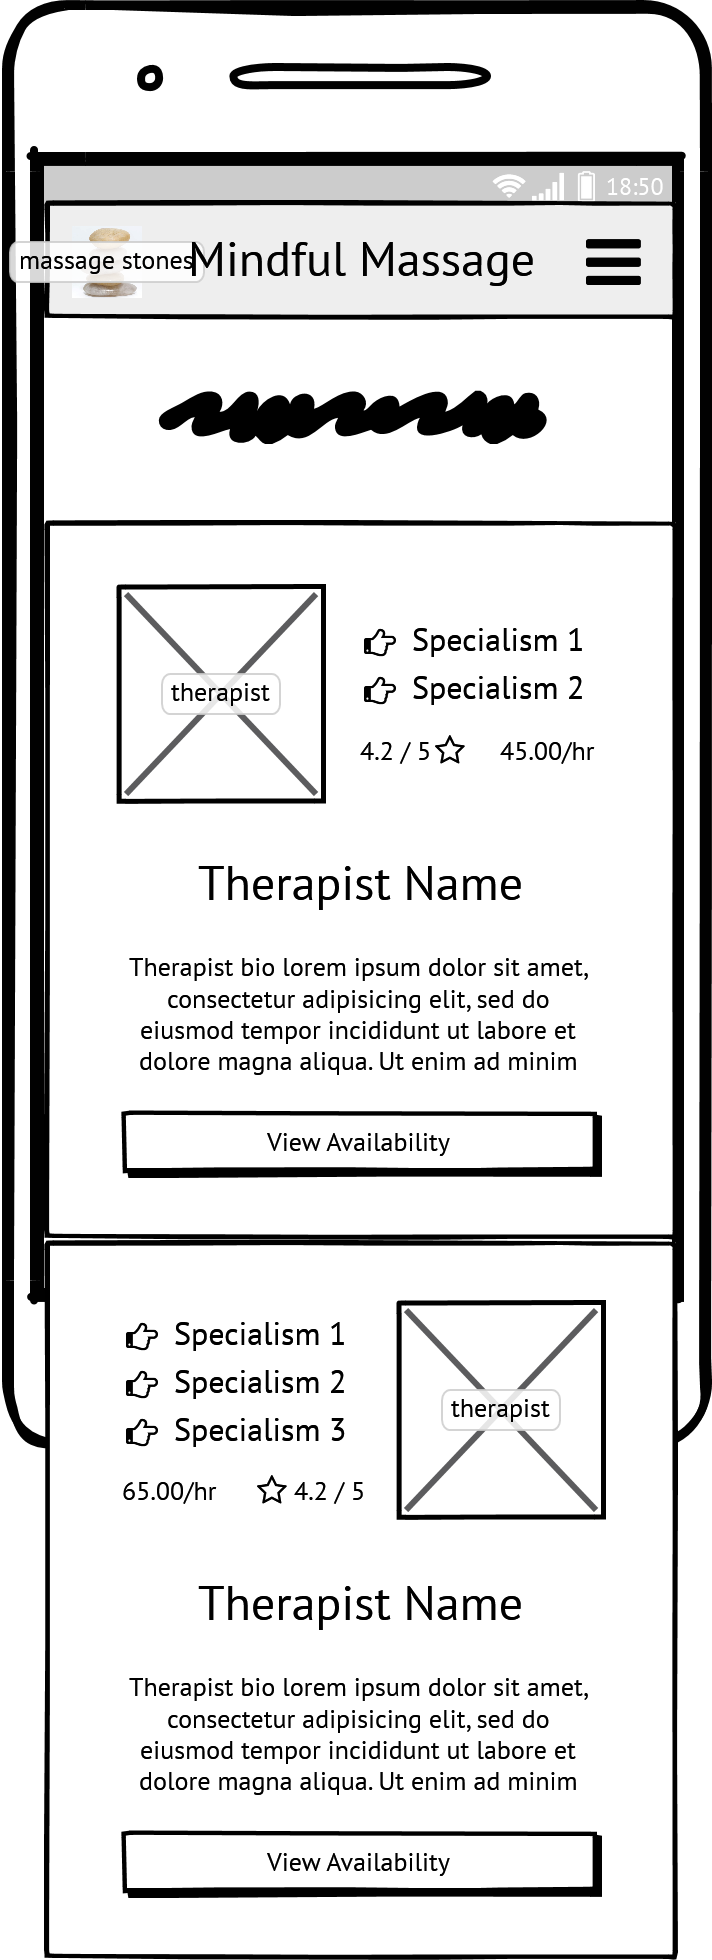 18:50
massage stones
Mindful Massage
therapist
Specialism 1
Specialism 2
4.2 / 5
45.00/hr
Therapist Name
Therapist bio lorem ipsum dolor sit amet,
consectetur adipisicing elit, sed do
eiusmod tempor incididunt ut labore et
dolore magna aliqua. Ut enim ad minim
View Availability
Specialism 1
Specialism 2
Specialism 3
65.00/hr
4.2 / 5
therapist
Therapist Name
Therapist bio lorem ipsum dolor sit amet,
consectetur adipisicing elit, sed do
eiusmod tempor incididunt ut labore et
dolore magna aliqua. Ut enim ad minim
View Availability